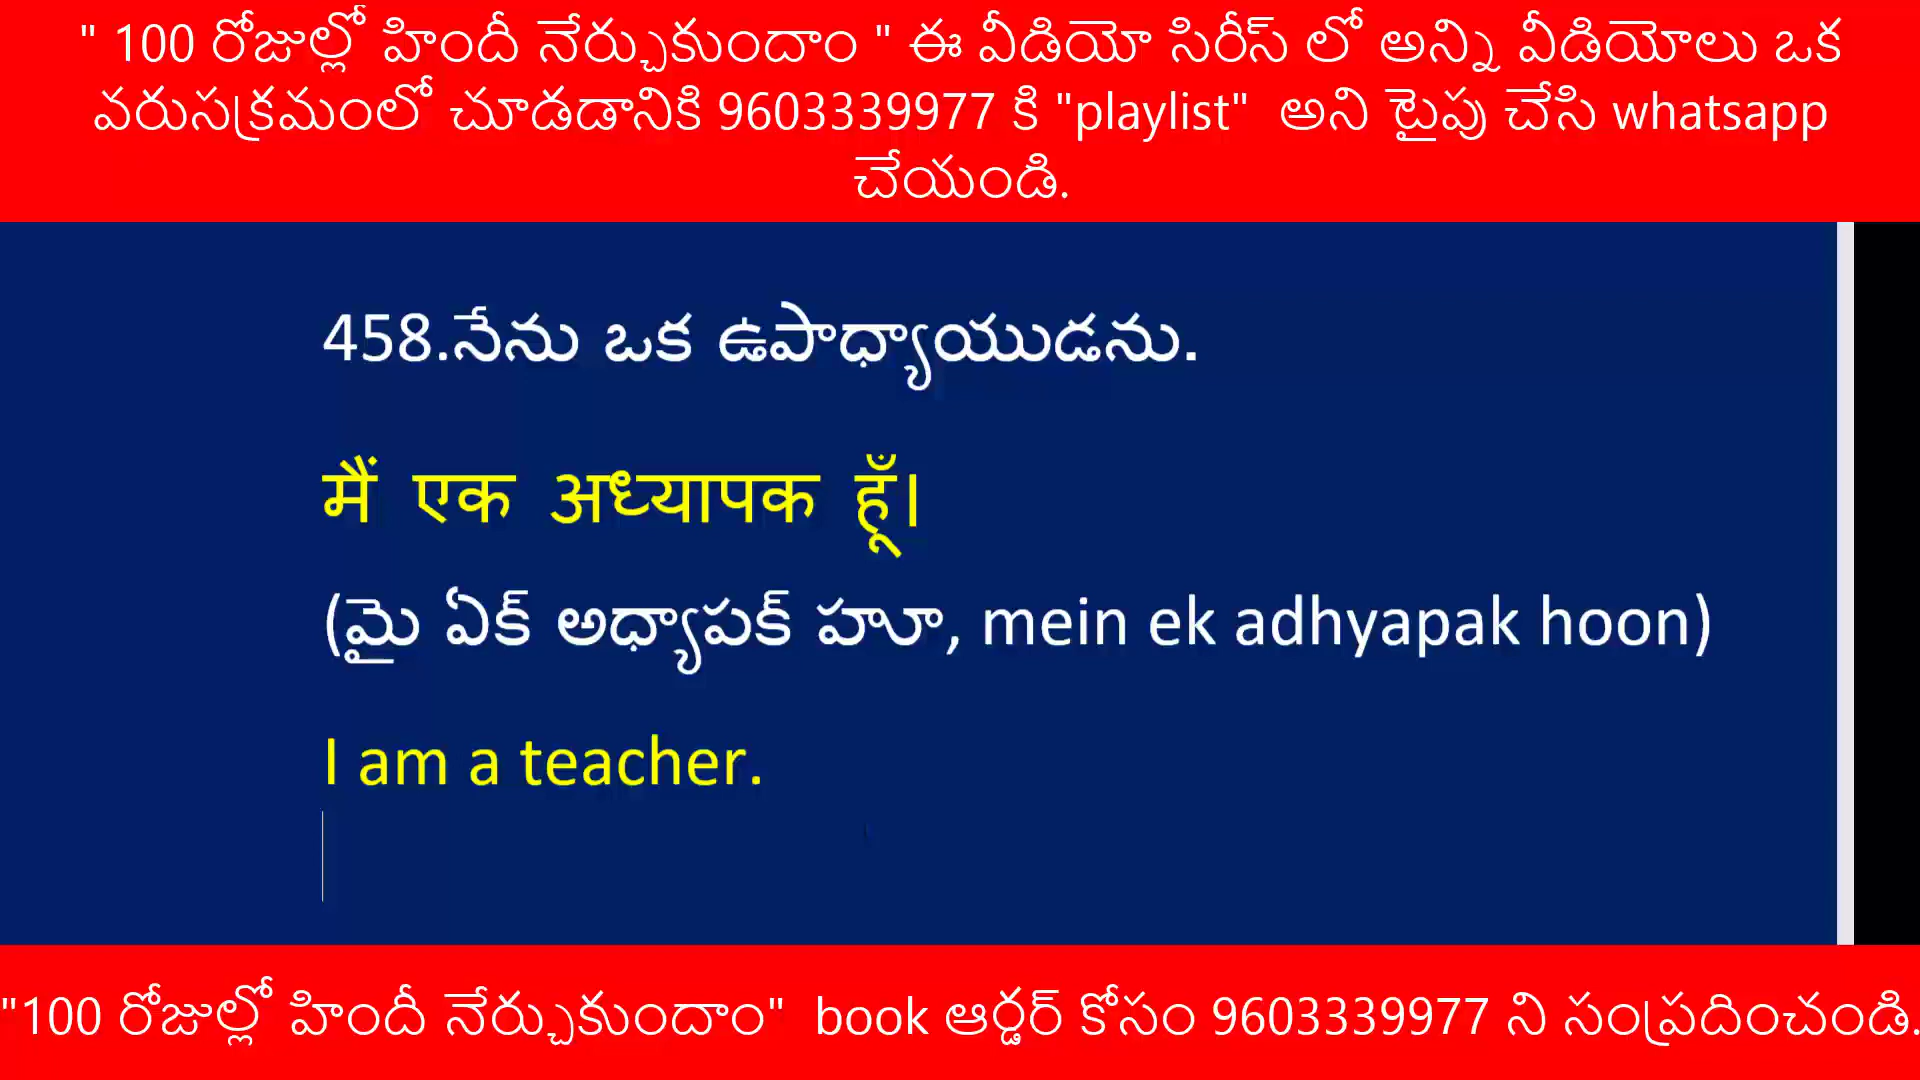 " 100 రోజుల్లో హిందీ నేర్చుకుందాం " ఈ వీడియో సిరీస్ లో అన్ని వీడియోలు ఒక
వరుసక్రమంలో చూడడానికి 9603339977 కి "playlist" అని టైపు చేసి whatsapp
చేయండి.
458.నేను ఒక ఉపాధ్యాయుడను.
मैं एक अध्यापक हूँ।
(మై ఏక్ అధ్యాపక్ హూ, mein ek adhyapak hoon)
I am a teacher.
"100 రోజుల్లో హిందీ నేర్చుకుందాం" book ఆర్డర్ కోసం 9603339977 ని సంప్రదించండి.